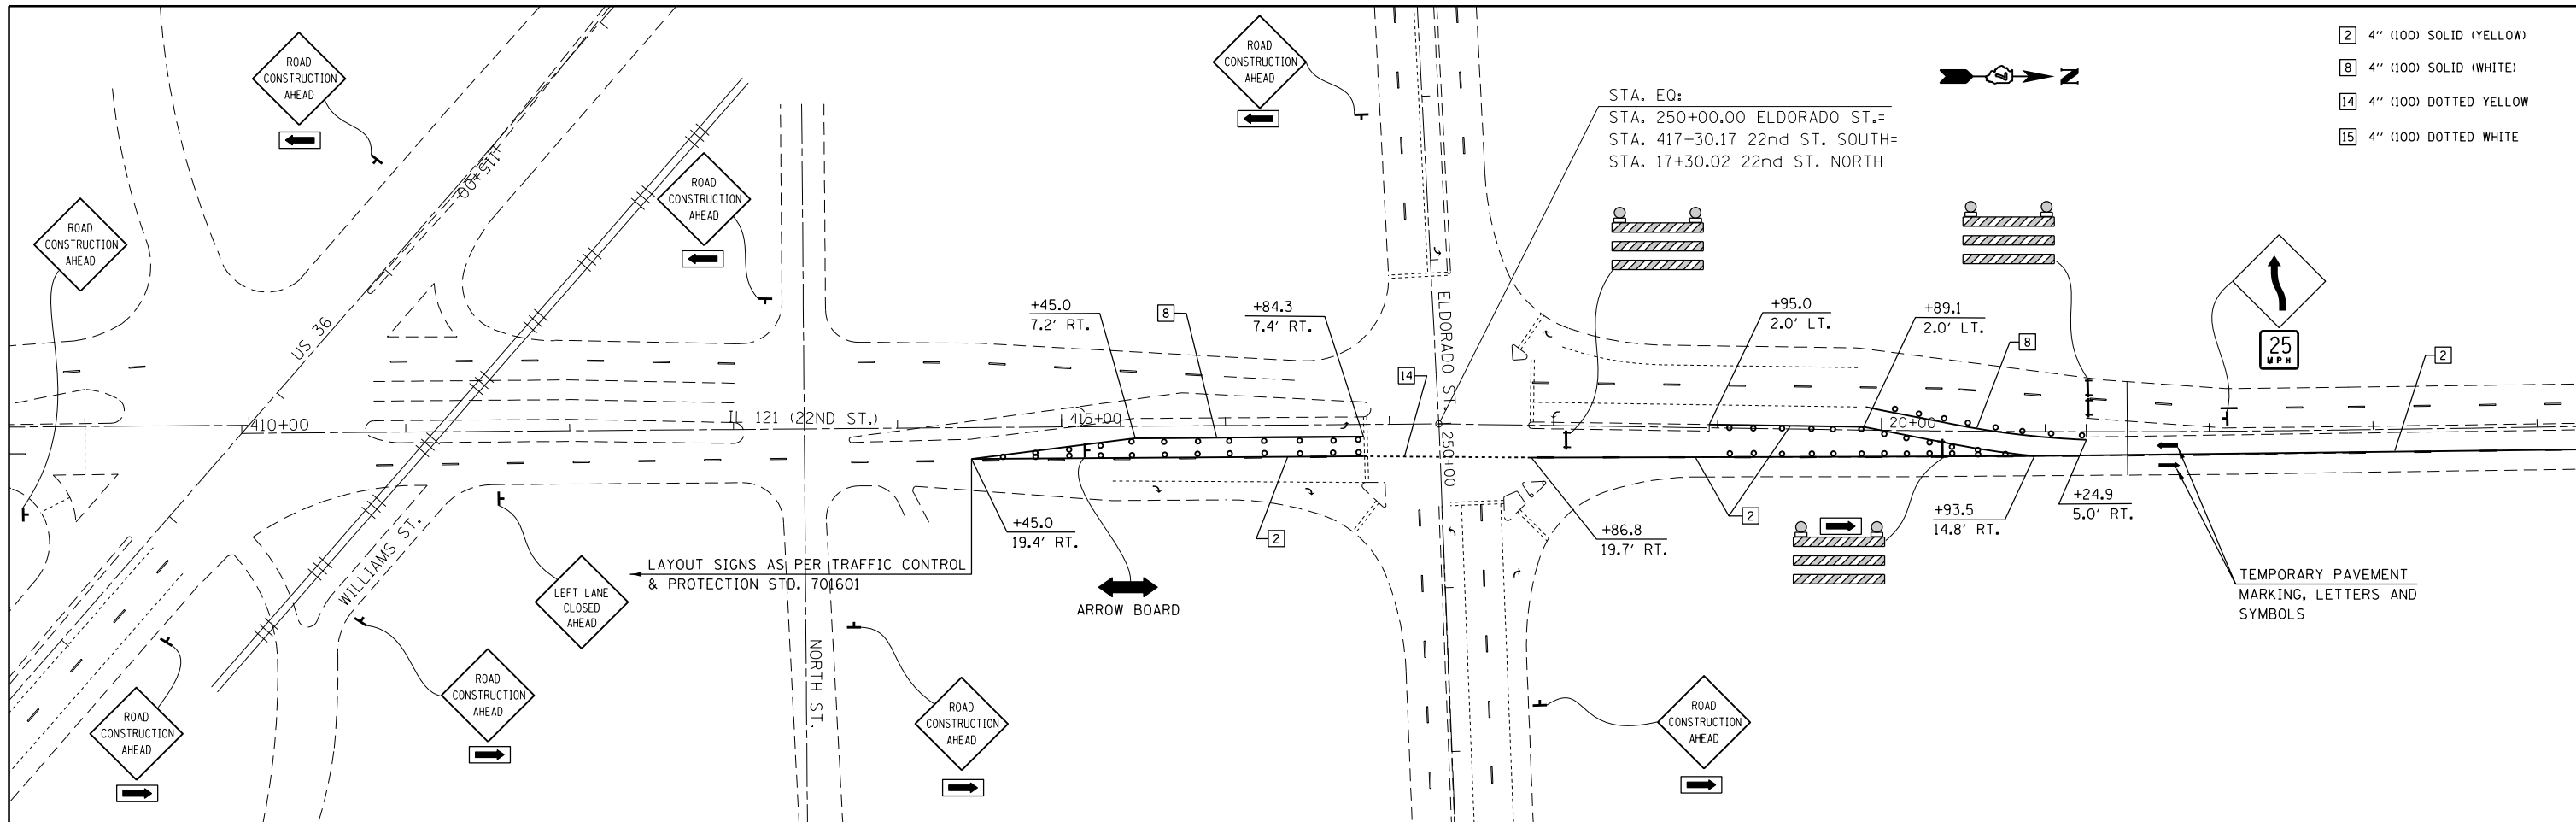 2 4'' (100) SOLID (YELLOW)
8 4'' (100) SOLID (WHITE)
14 4'' (100) DOTTED YELLOW
15 4'' (100) DOTTED WHITE
N
ROAD
CONSTRUCTION
AHEAD
ROAD
CONSTRUCTION
AHEAD
STA. EQ:
STA. 250+00.00 ELDORADO ST.=
STA. 417+30.17 22nd ST. SOUTH=
STA. 17+30.02 22nd ST. NORTH
115+00
ROAD
CONSTRUCTION
AHEAD
ROAD
CONSTRUCTION
AHEAD
US 36
+45.0
7.2' RT.
8
+84.3
7.4' RT.
ELDORADO ST.
250+00
+95.0
2.0' LT.
+89.1
2.0' LT.
8
25
MPH
2
14
410+00
IL 121 (22ND ST.)
415+00
20+00
+45.0
19.4' RT.
2
+86.8
19.7' RT.
2
+93.5
14.8' RT.
+24.9
5.0' RT.
WILLIAMS ST.
LAYOUT SIGNS AS PER TRAFFIC CONTROL
& PROTECTION STD. 701601
LEFT LANE
CLOSED
AHEAD
ARROW BOARD
TEMPORARY PAVEMENT
MARKING, LETTERS AND
SYMBOLS
NORTH ST.
ROAD
CONSTRUCTION
AHEAD
ROAD
CONSTRUCTION
AHEAD
ROAD
CONSTRUCTION
AHEAD
ROAD
CONSTRUCTION
AHEAD